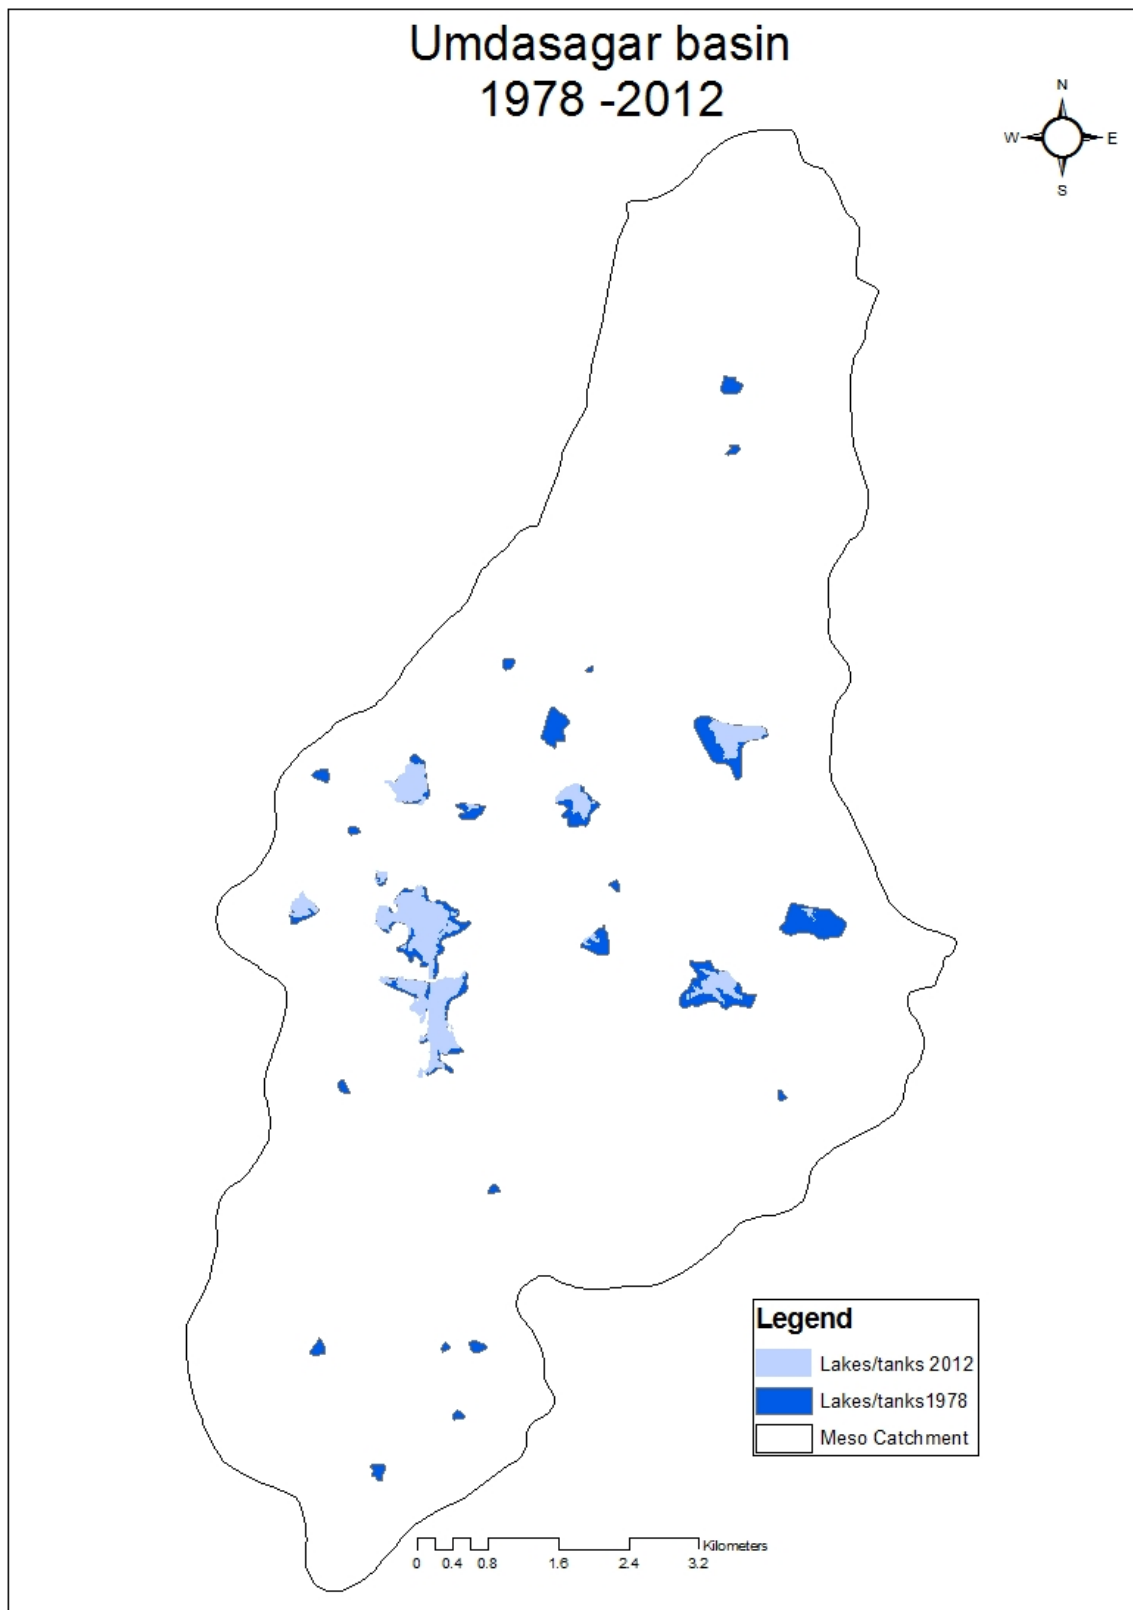 Umdasagar basin
1978 -2012
N
W E
S
Legend
Lakes/tanks 2012
Lakes/tanks1978
Meso Catchment
Kilometers
0 0.4 0.8 1.6 2.4 3.2